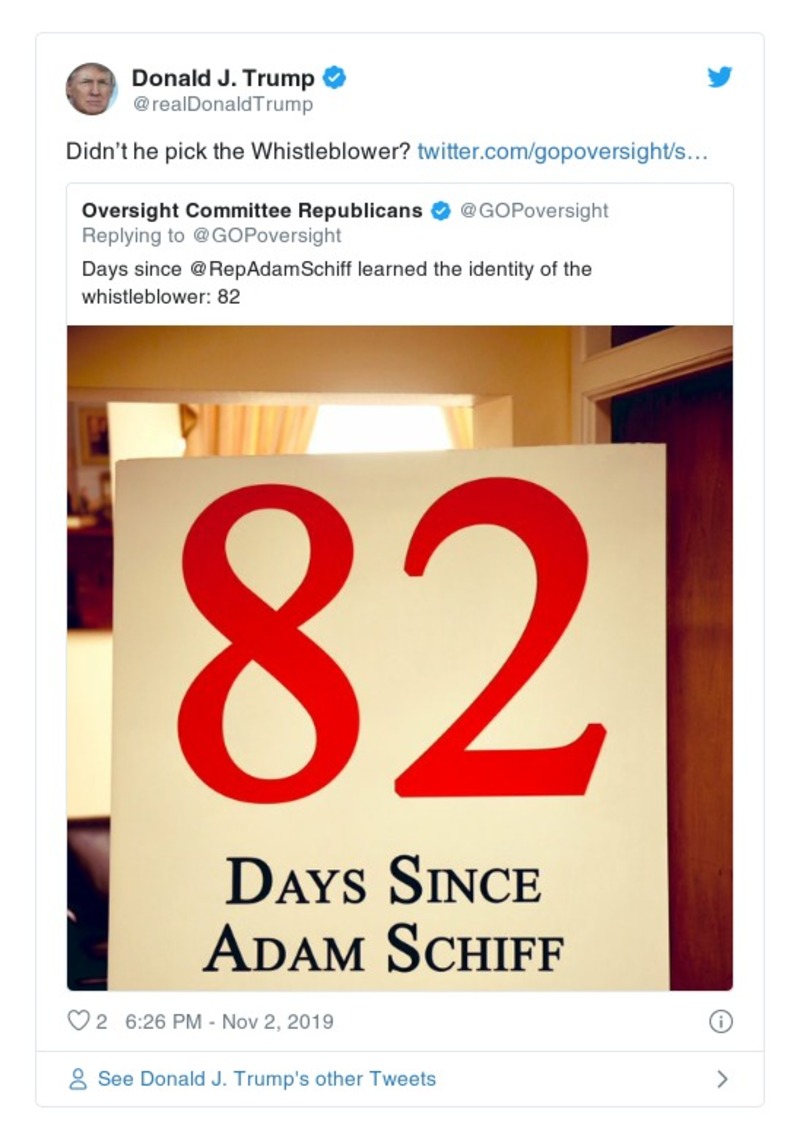 Donald J. Trump
@realDonaldTrump
Didn’t he pick the Whistleblower? twitter.com/gopoversight/s…
Oversight Committee Republicans @GOPoversight
Replying to @GOPoversight
Days since @RepAdamSchiff learned the identity of the
whistleblower: 82
82
DAYS SINCE
ADAM SCHIFF
2 6:26 PM - Nov 2, 2019
See Donald J. Trump's other Tweets